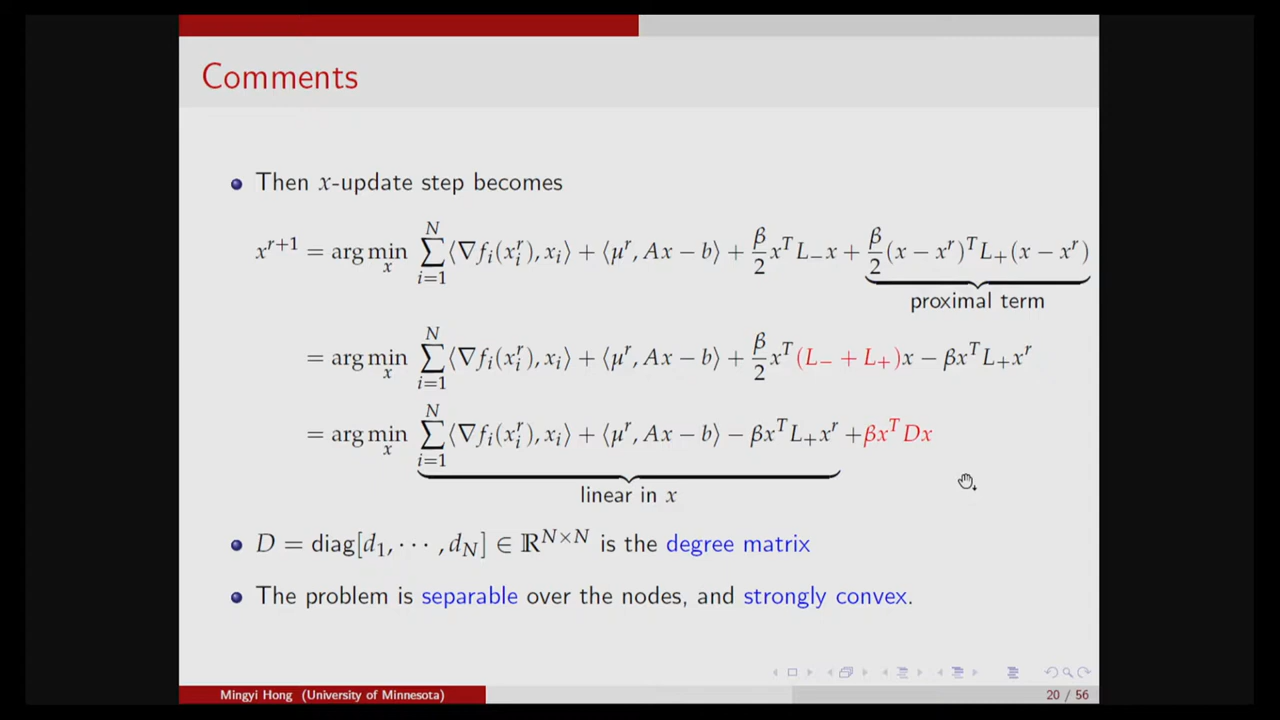 Comments
• Then x-update step becomes
x^{r+1} = arg min_x ∑_{i=1}^{N} ⟨∇f_i(x_i^r), x_i⟩ + ⟨μ^r, Ax − b⟩ + β/2 x^T L_− x + β/2 (x − x^r)^T L_+ (x − x^r)
proximal term
= arg min_x ∑_{i=1}^{N} ⟨∇f_i(x_i^r), x_i⟩ + ⟨μ^r, Ax − b⟩ + β/2 x^T (L_− + L_+) x − βx^T L_+ x^r
= arg min_x ∑_{i=1}^{N} ⟨∇f_i(x_i^r), x_i⟩ + ⟨μ^r, Ax − b⟩ − βx^T L_+ x^r + βx^T Dx
linear in x
• D = diag[d_1, ⋯ , d_N] ∈ ℝ^{N×N} is the degree matrix
• The problem is separable over the nodes, and strongly convex.
Mingyi Hong (University of Minnesota) 20 / 56